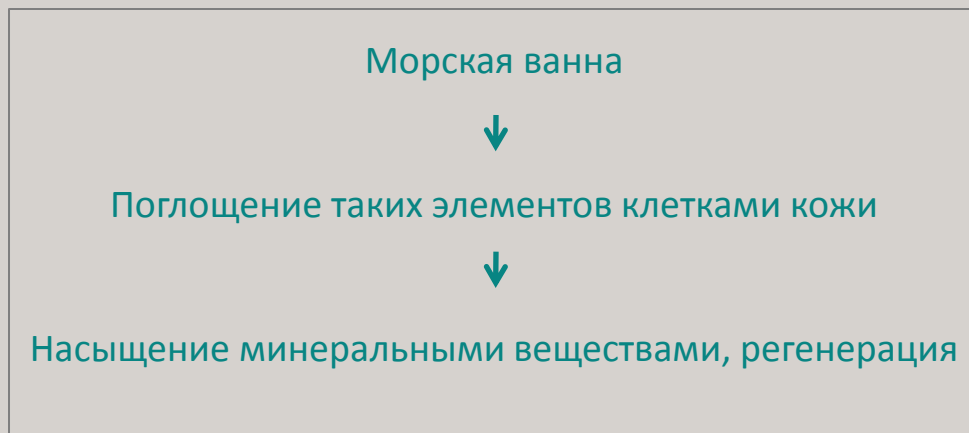 Морская ванна
Поглощение таких элементов клетками кожи
Насыщение минеральными веществами, регенерация